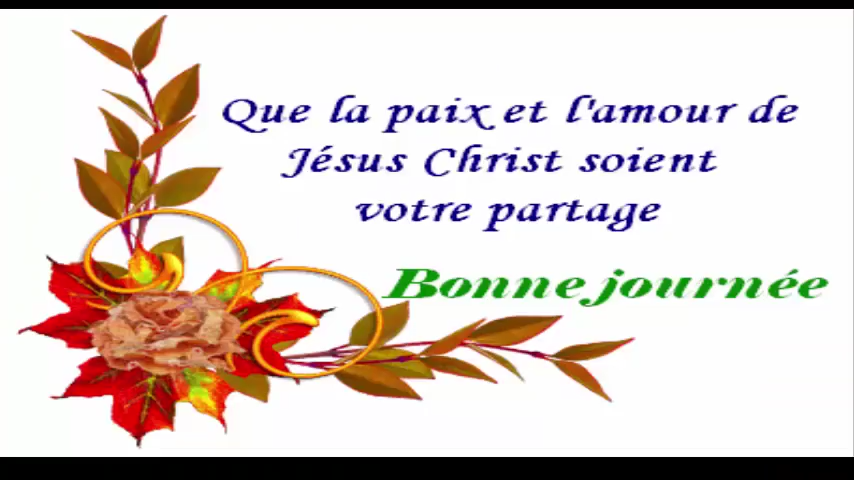 Que la paix et l'amour de
Jésus Christ soient
votre partage
Bonne journée